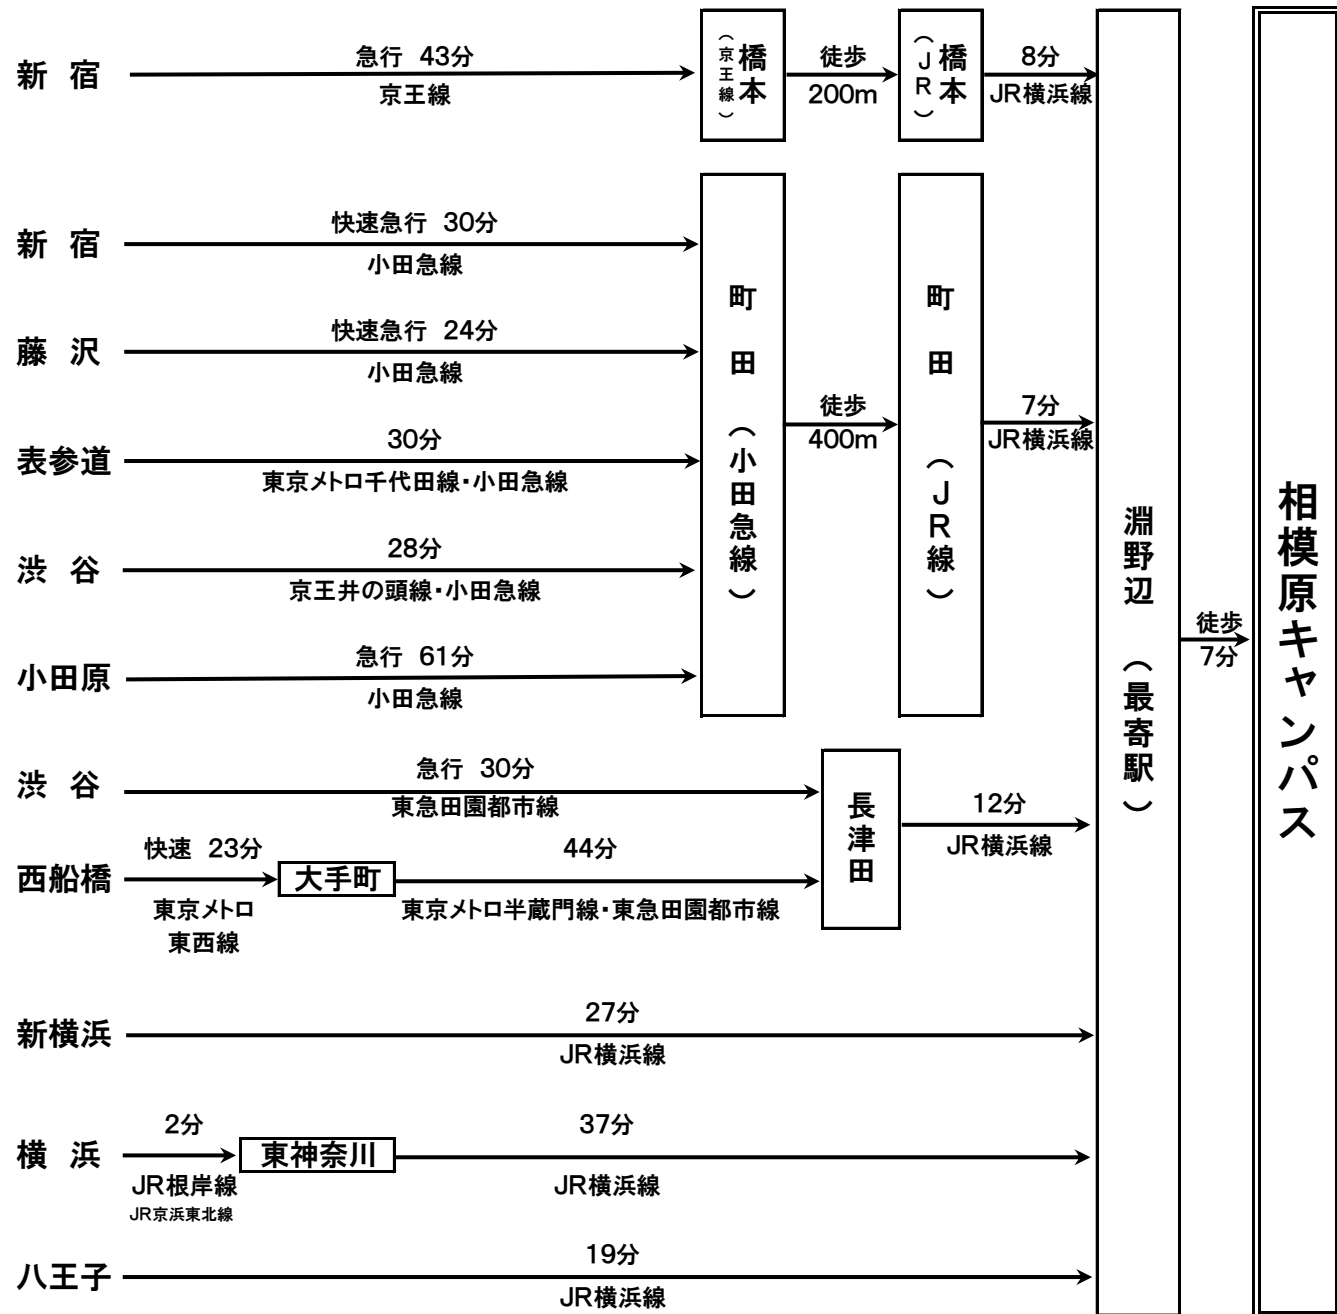 新宿
急行 43分
京王線
橋本
（京王線）
徒歩
200m
橋本
（JR）
8分
JR横浜線
新宿
快速急行 30分
小田急線
藤沢
快速急行 24分
小田急線
表参道
30分
東京メトロ千代田線・小田急線
渋谷
28分
京王井の頭線・小田急線
小田原
急行 61分
小田急線
町田（小田急線）
徒歩
400m
町田（JR線）
7分
JR横浜線
渋谷
急行 30分
東急田園都市線
西船橋
快速 23分
東京メトロ
東西線
大手町
44分
東京メトロ半蔵門線・東急田園都市線
長津田
12分
JR横浜線
新横浜
27分
JR横浜線
横浜
2分
JR根岸線
JR京浜東北線
東神奈川
37分
JR横浜線
八王子
19分
JR横浜線
淵野辺（最寄駅）
徒歩
7分
相模原キャンパス